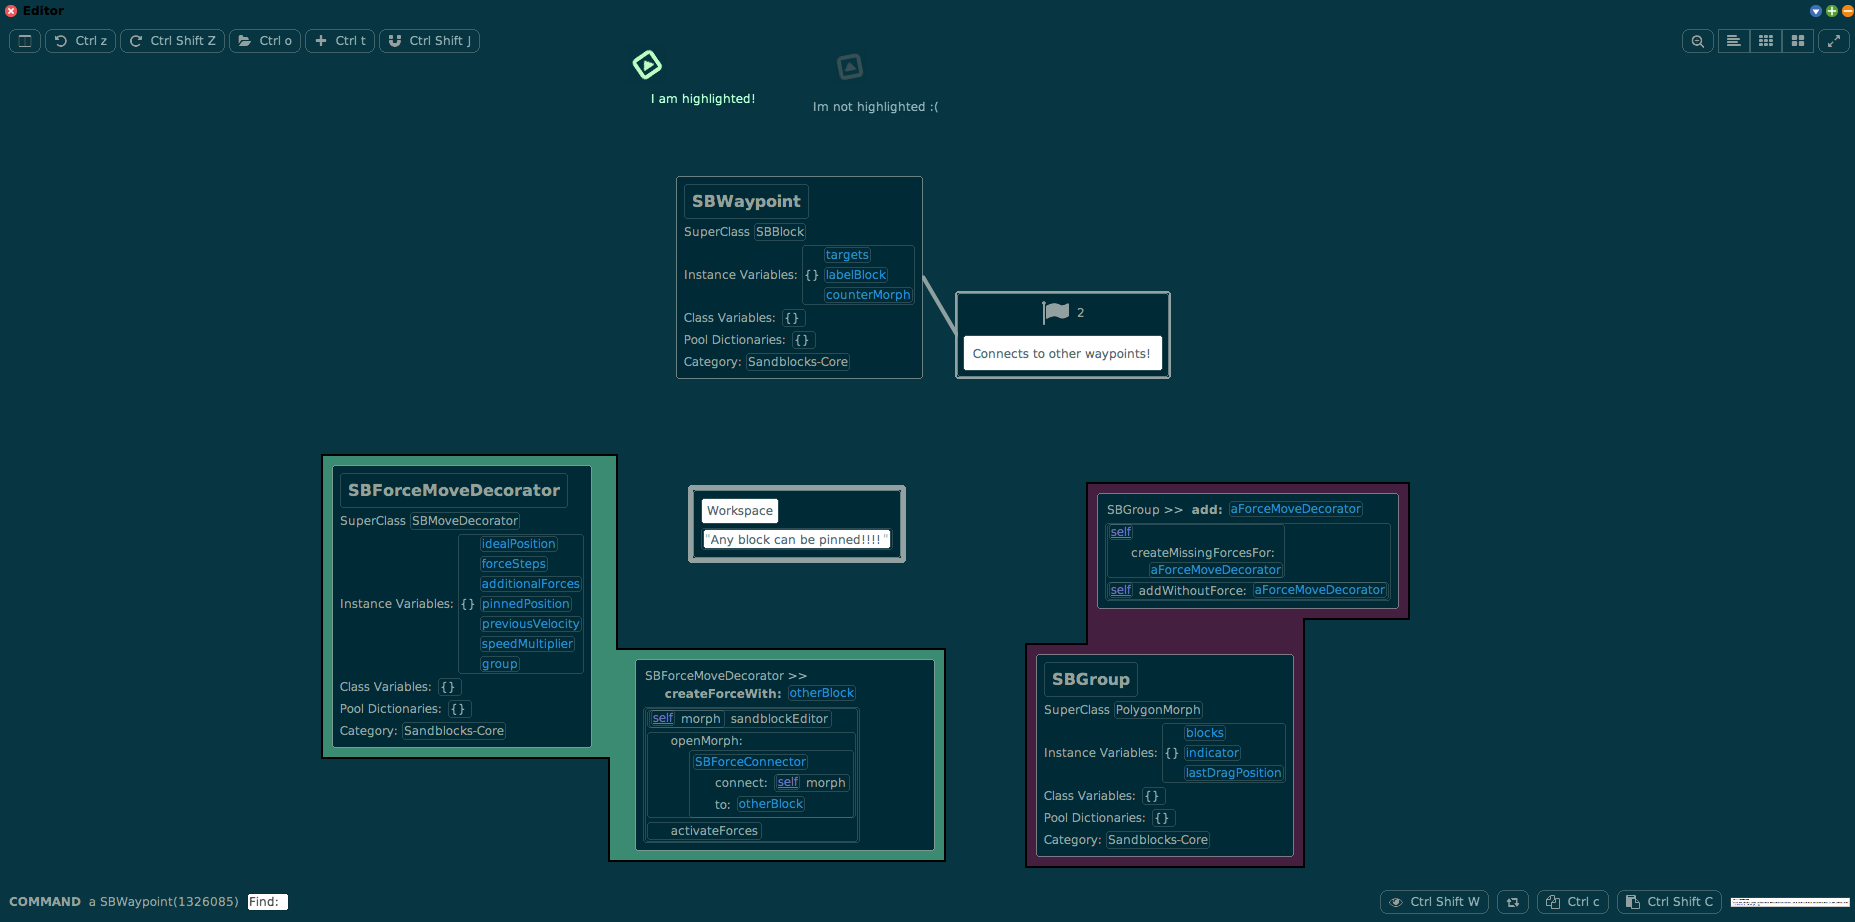 Editor
Ctrl z
Ctrl Shift Z
Ctrl o
Ctrl t
Ctrl Shift J
I am highlighted!
Im not highlighted :(
SBWaypoint
SuperClass SBBlock
Instance Variables: {} targets
labelBlock
counterMorph
Class Variables: {}
Pool Dictionaries: {}
Category: Sandblocks-Core
2
Connects to other waypoints!
SBForceMoveDecorator
SuperClass SBMoveDecorator
Instance Variables: {} idealPosition
forceSteps
additionalForces
pinnedPosition
previousVelocity
speedMultiplier
group
Class Variables: {}
Pool Dictionaries: {}
Category: Sandblocks-Core
Workspace
"Any block can be pinned!!!! "
SBForceMoveDecorator >>
createForceWith: otherBlock
self morph sandblockEditor
openMorph:
SBForceConnector
connect: self morph
to: otherBlock
activateForces
SBGroup >> add: aForceMoveDecorator
self
createMissingForcesFor:
aForceMoveDecorator
self addWithoutForce: aForceMoveDecorator
SBGroup
SuperClass PolygonMorph
Instance Variables: {} blocks
indicator
lastDragPosition
Class Variables: {}
Pool Dictionaries: {}
Category: Sandblocks-Core
COMMAND a SBWaypoint(1326085) Find:
Ctrl Shift W
Ctrl c
Ctrl Shift C